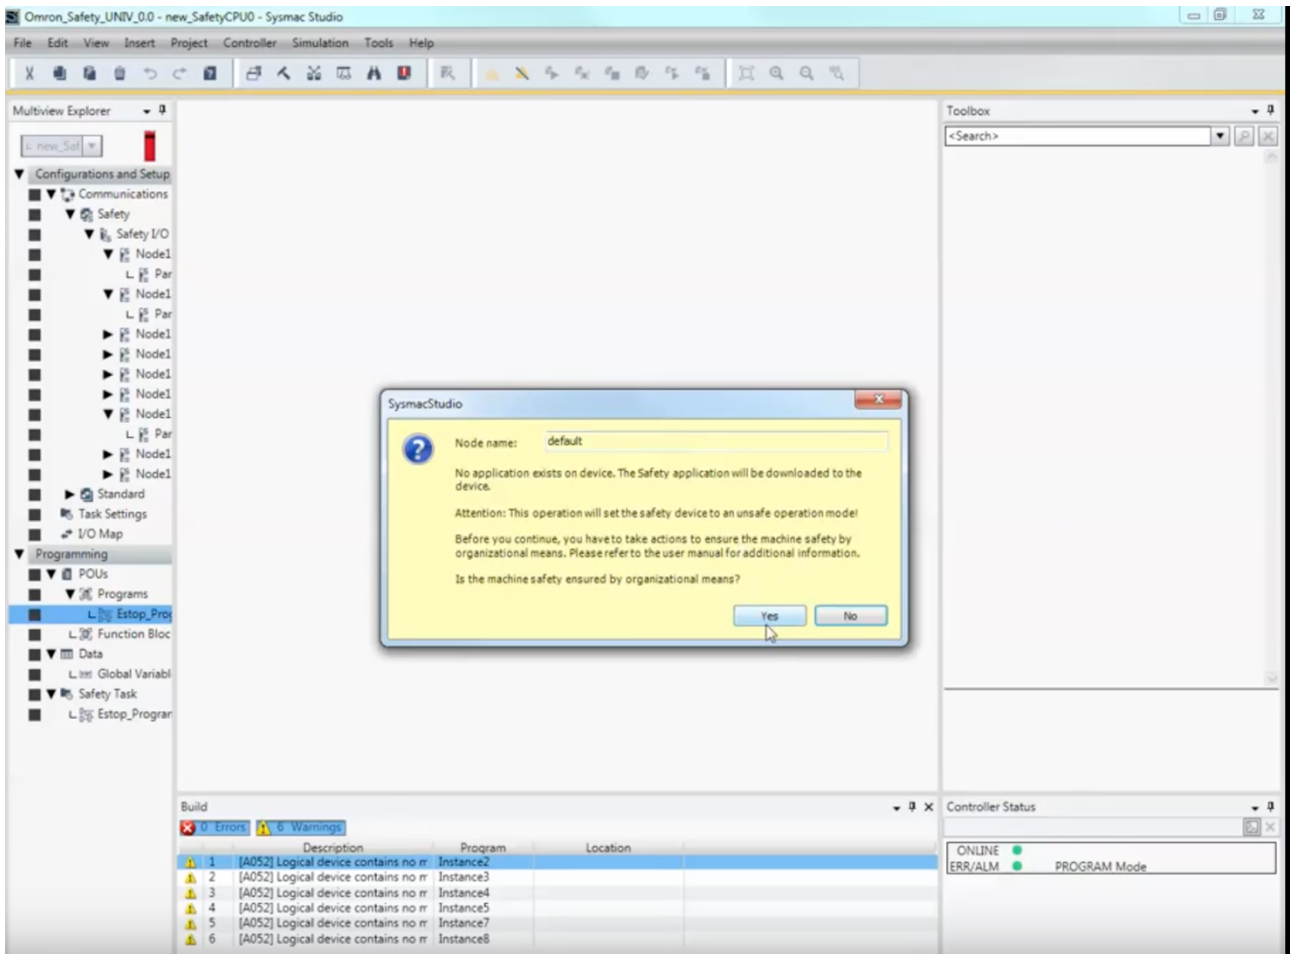 Omron_Safety_UNIV_0.0 - new_SafetyCPU0 - Sysmac Studio
File Edit View Insert Project Controller Simulation Tools Help
Multiview Explorer
new_Saf
Configurations and Setup
Communications
Safety
Safety I/O
Node1
Par
Node1
Par
Node1
Node1
Node1
Node1
Node1
Par
Node1
Node1
Standard
Task Settings
I/O Map
Programming
POUs
Programs
Estop_Prog
Function Bloc
Data
Global Variabl
Safety Task
Estop_Program
SysmacStudio
Node name: default
No application exists on device. The Safety application will be downloaded to the
device.
Attention: This operation will set the safety device to an unsafe operation mode!
Before you continue, you have to take actions to ensure the machine safety by
organizational means. Please refer to the user manual for additional information.
Is the machine safety ensured by organizational means?
Yes No
Toolbox
<Search>
Build
0 Errors 6 Warnings
Description Program Location
1 [A052] Logical device contains no m Instance2
2 [A052] Logical device contains no m Instance3
3 [A052] Logical device contains no m Instance4
4 [A052] Logical device contains no m Instance5
5 [A052] Logical device contains no m Instance7
6 [A052] Logical device contains no m Instance8
Controller Status
ONLINE
ERR/ALM PROGRAM Mode